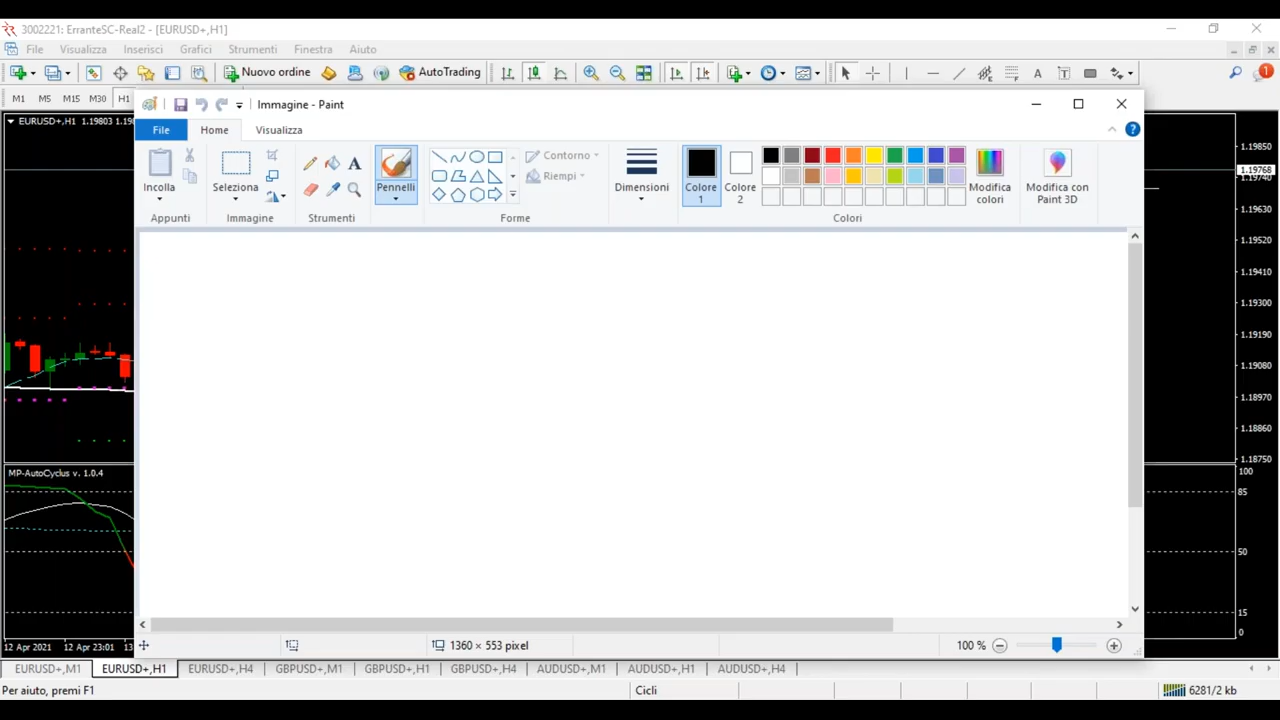 3002221: ErranteSC-Real2 - [EURUSD+,H1]
File Visualizza Inserisci Grafici Strumenti Finestra Aiuto
Nuovo ordine AutoTrading A T 1
M1 M5 M15 M30 H1
Immagine - Paint
EURUSD+,H1 1.19803
File Home Visualizza
Incolla
Seleziona
A
Pennelli
Contorno
Riempi
Dimensioni
Colore 1
Colore 2
Modifica colori
Modifica con Paint 3D
Appunti Immagine Strumenti Forme Colori
1.19850
1.19768
1.19740
1.19630
1.19520
1.19410
1.19300
1.19190
1.19080
1.18970
1.18860
1.18750
MP-AutoCyclus v. 1.0.4
100
85
50
15
0
12 Apr 2021 12 Apr 23:01
1360 × 553 pixel 100 %
EURUSD+,M1 EURUSD+,H1 EURUSD+,H4 GBPUSD+,M1 GBPUSD+,H1 GBPUSD+,H4 AUDUSD+,M1 AUDUSD+,H1 AUDUSD+,H4
Per aiuto, premi F1 Cicli 6281/2 kb